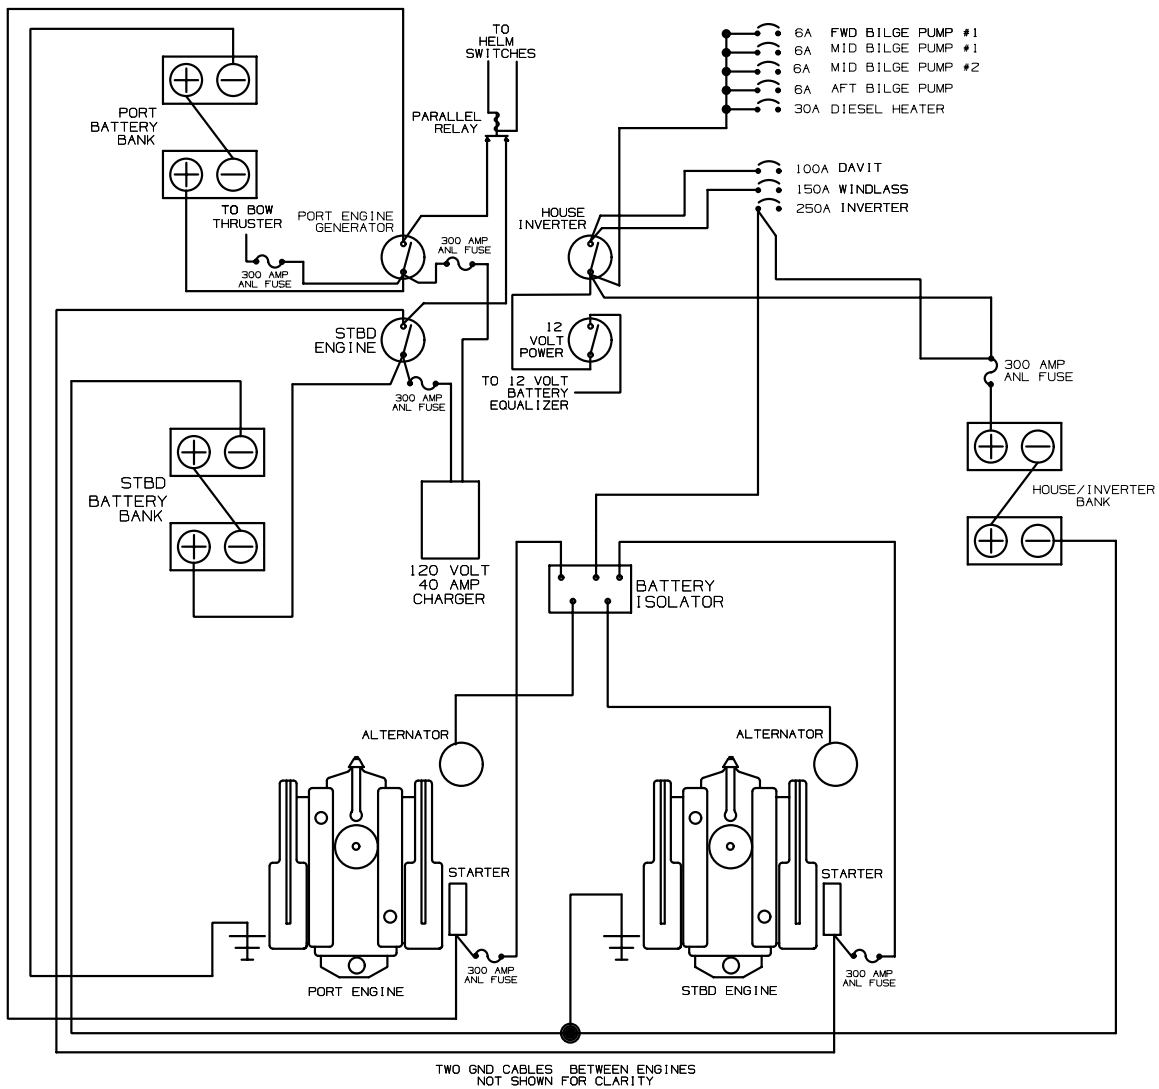 TO
HELM
SWITCHES
6A FWD BILGE PUMP #1
6A MID BILGE PUMP #1
6A MID BILGE PUMP #2
6A AFT BILGE PUMP
30A DIESEL HEATER
PORT
BATTERY
BANK
PARALLEL
RELAY
100A DAVIT
150A WINDLASS
250A INVERTER
TO BOW
THRUSTER
PORT ENGINE
GENERATOR
HOUSE
INVERTER
300 AMP
ANL FUSE
300 AMP
ANL FUSE
STBD
ENGINE
12
VOLT
POWER
300 AMP
ANL FUSE
TO 12 VOLT
BATTERY
EQUALIZER
300 AMP
ANL FUSE
STBD
BATTERY
BANK
HOUSE/INVERTER
BANK
120 VOLT
40 AMP
CHARGER
BATTERY
ISOLATOR
ALTERNATOR
ALTERNATOR
STARTER
STARTER
300 AMP
ANL FUSE
300 AMP
ANL FUSE
PORT ENGINE
STBD ENGINE
TWO GND CABLES BETWEEN ENGINES
NOT SHOWN FOR CLARITY